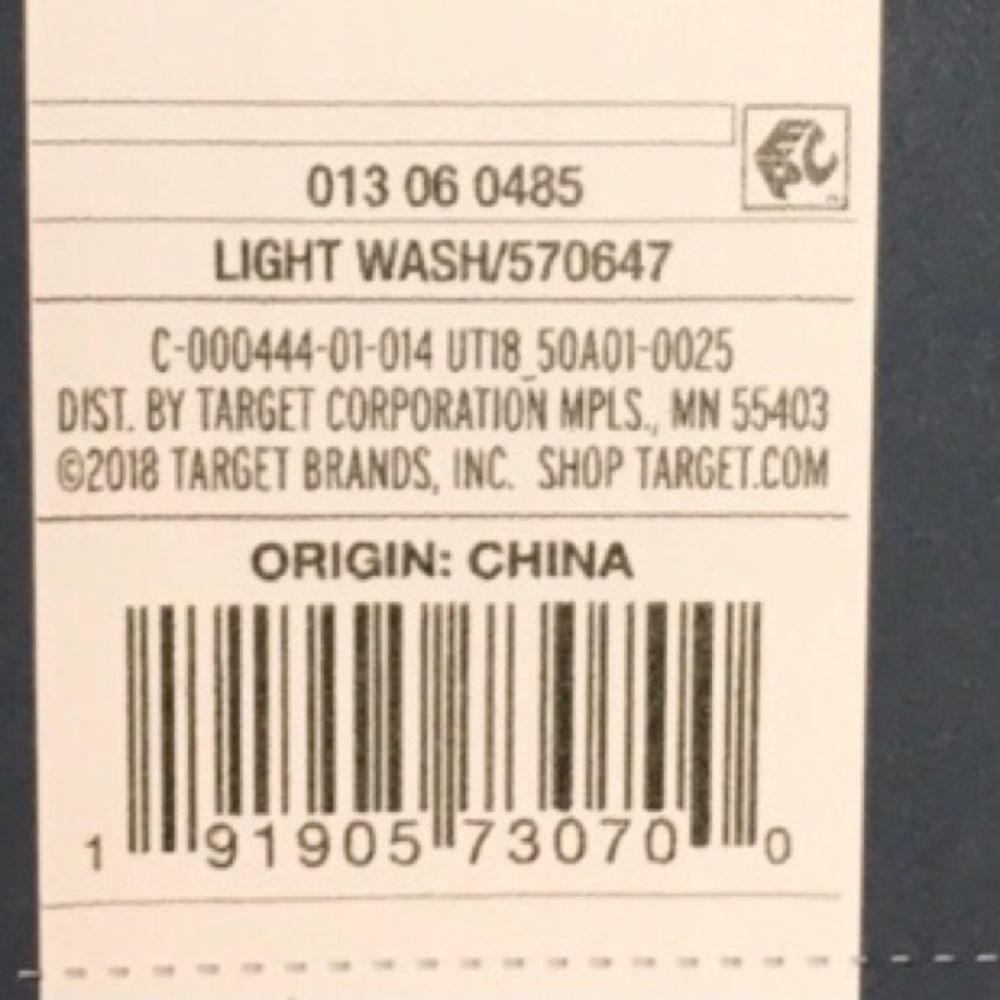 EPC
013 06 0485
LIGHT WASH/570647
C-000444-01-014 UT18_50A01-0025
DIST. BY TARGET CORPORATION MPLS., MN 55403
©2018 TARGET BRANDS, INC. SHOP TARGET.COM
ORIGIN: CHINA
1 91905 73070 0